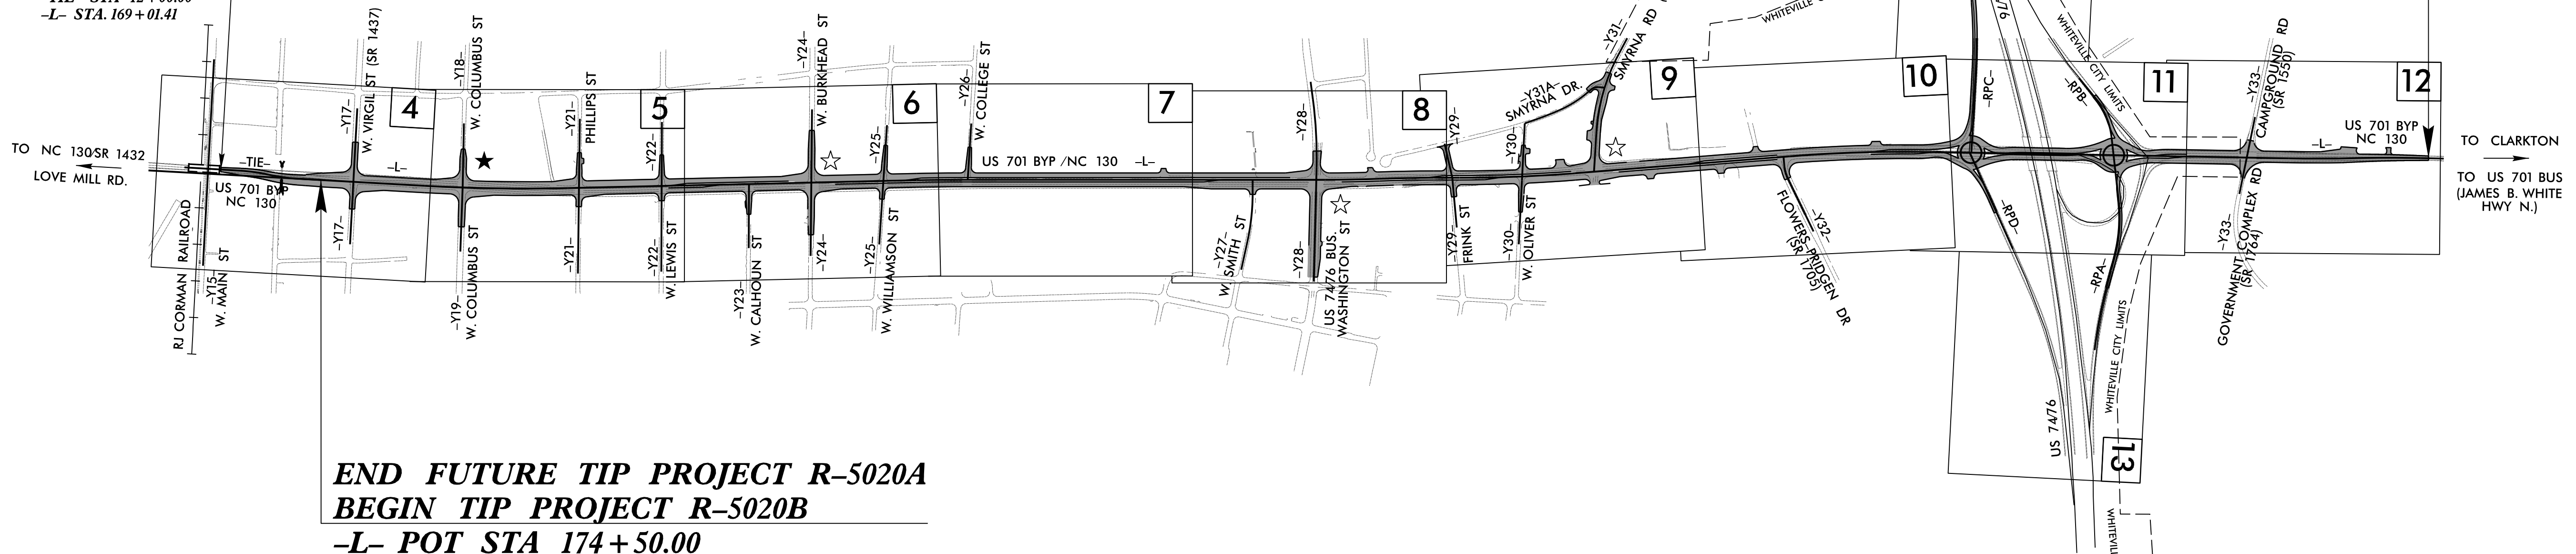 -L- STA. 169+01.41
TO NC 130/SR 1432
LOVE MILL RD.
-TIE-
US 701 BYP
NC 130
RJ CORMAN RAILROAD
-Y15-
W. MAIN ST
-Y17-
W. VIRGIL ST (SR 1437)
-L-
-Y17-
4
-Y18-
W. COLUMBUS ST
-Y19-
W. COLUMBUS ST
-Y21-
PHILLIPS ST
-Y21-
5
-Y22-
-Y22-
W. LEWIS ST
-Y23-
W. CALHOUN ST
-Y24-
W. BURKHEAD ST
-Y24-
-Y25-
-Y25-
W. WILLIAMSON ST
6
-Y26-
W. COLLEGE ST
US 701 BYP /NC 130 -L-
7
-Y27-
W. SMITH ST
-Y28-
-Y28-
US 74/76 BUS.
WASHINGTON ST
8
-Y29-
-Y29-
FRINK ST
-Y30-
-Y30-
W. OLIVER ST
-Y31A-
SMYRNA DR.
-Y31-
SMYRNA RD
9
WHITEVILLE
-Y32-
FLOWERS-PRIDGEN DR
(SR 1705)
10
-RPC-
-RPD-
-RPB-
-RPA-
WHITEVILLE CITY LIMITS
11
US 74/76
WHITEVILLE CITY LIMITS
13
-Y33-
CAMPGROUND RD
(SR 1550)
-Y33-
GOVERNMENT COMPLEX RD
(SR 1764)
12
US 701 BYP
NC 130
-L-
TO CLARKTON
TO US 701 BUS
(JAMES B. WHITE
HWY N.)
END FUTURE TIP PROJECT R-5020A
BEGIN TIP PROJECT R-5020B
-L- POT STA 174+50.00